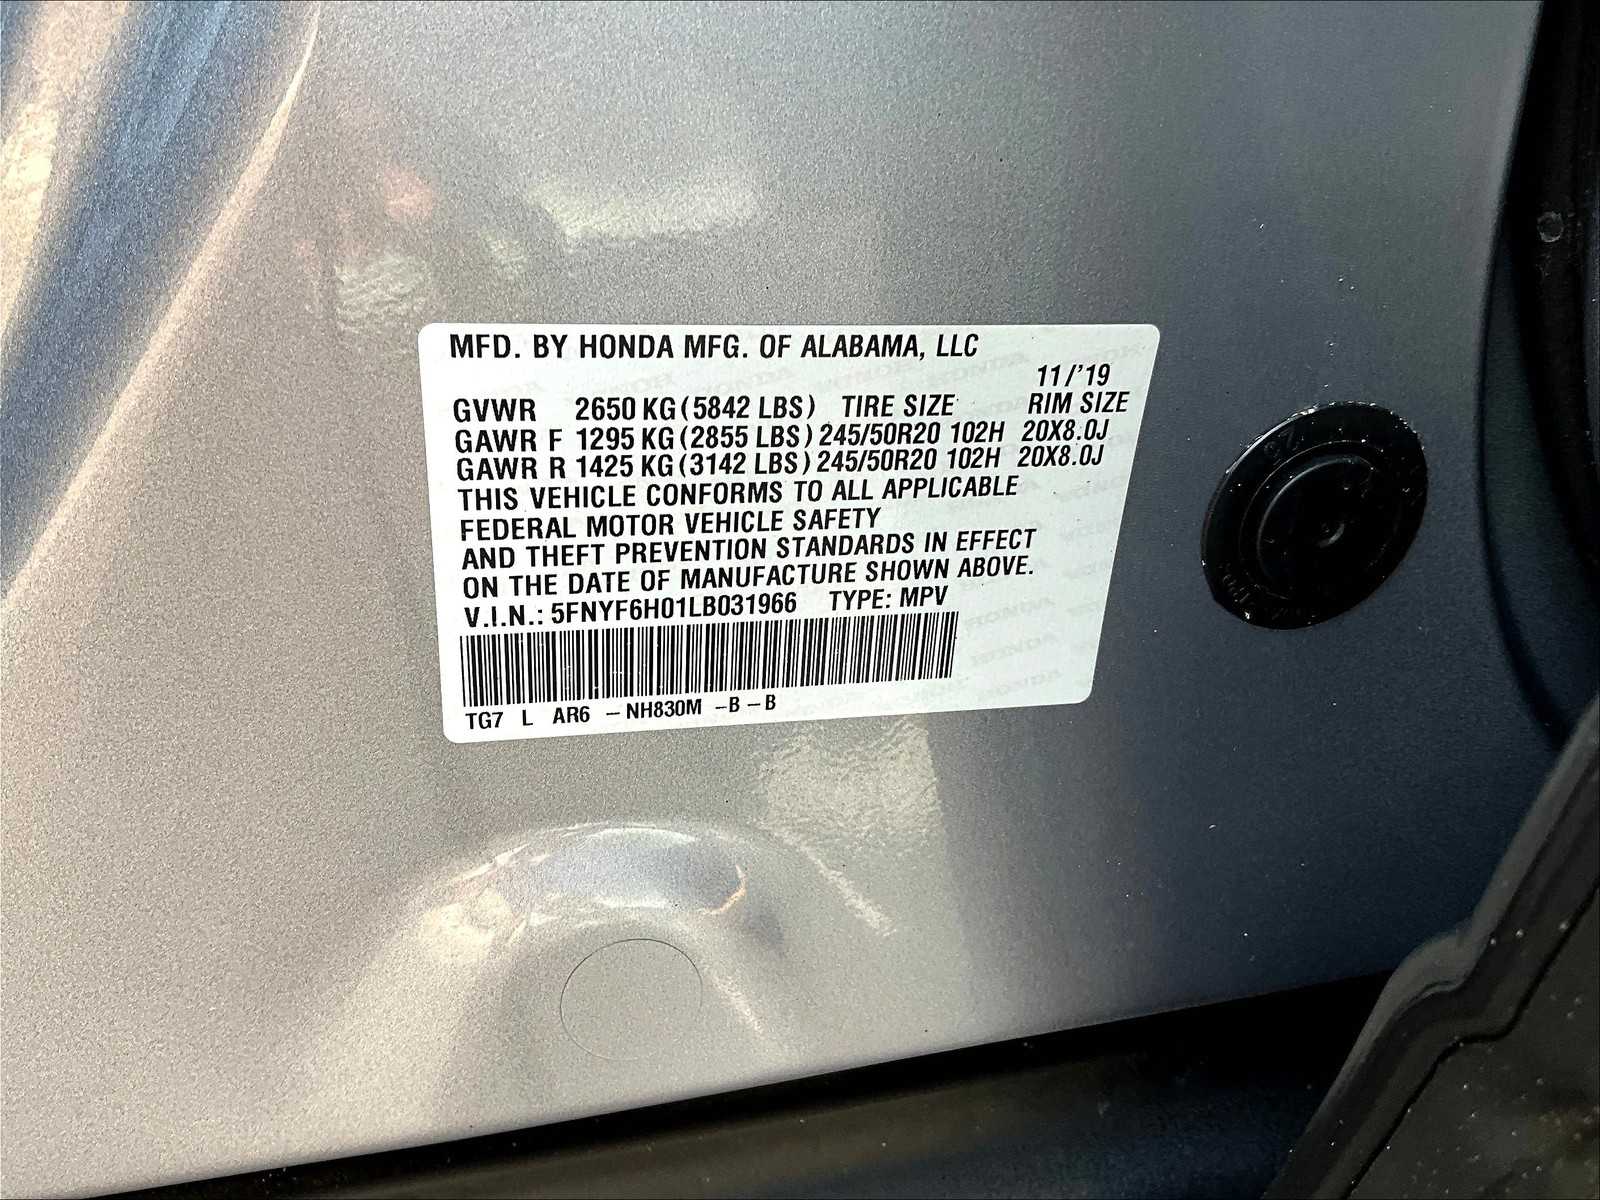 MFD. BY HONDA MFG. OF ALABAMA, LLC
11/'19
GVWR 2650 KG (5842 LBS) TIRE SIZE RIM SIZE
GAWR F 1295 KG (2855 LBS) 245/50R20 102H 20X8.0J
GAWR R 1425 KG (3142 LBS) 245/50R20 102H 20X8.0J
THIS VEHICLE CONFORMS TO ALL APPLICABLE
FEDERAL MOTOR VEHICLE SAFETY
AND THEFT PREVENTION STANDARDS IN EFFECT
ON THE DATE OF MANUFACTURE SHOWN ABOVE.
V.I.N.: 5FNYF6H01LB031966 TYPE: MPV
TG7 L AR6 -NH830M -B -B